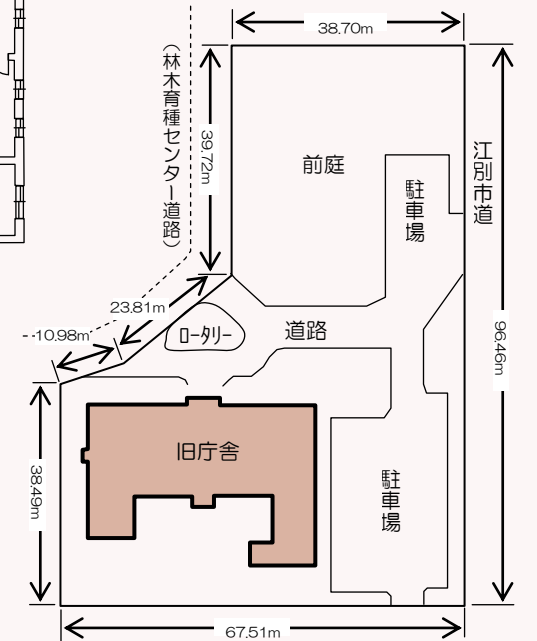 38.70m
(林木育種センター道路)
39.72m
前庭
駐車場
江別市道
23.81m
10.98m
ロータリー
道路
96.46m
旧庁舎
38.49m
駐車場
67.51m